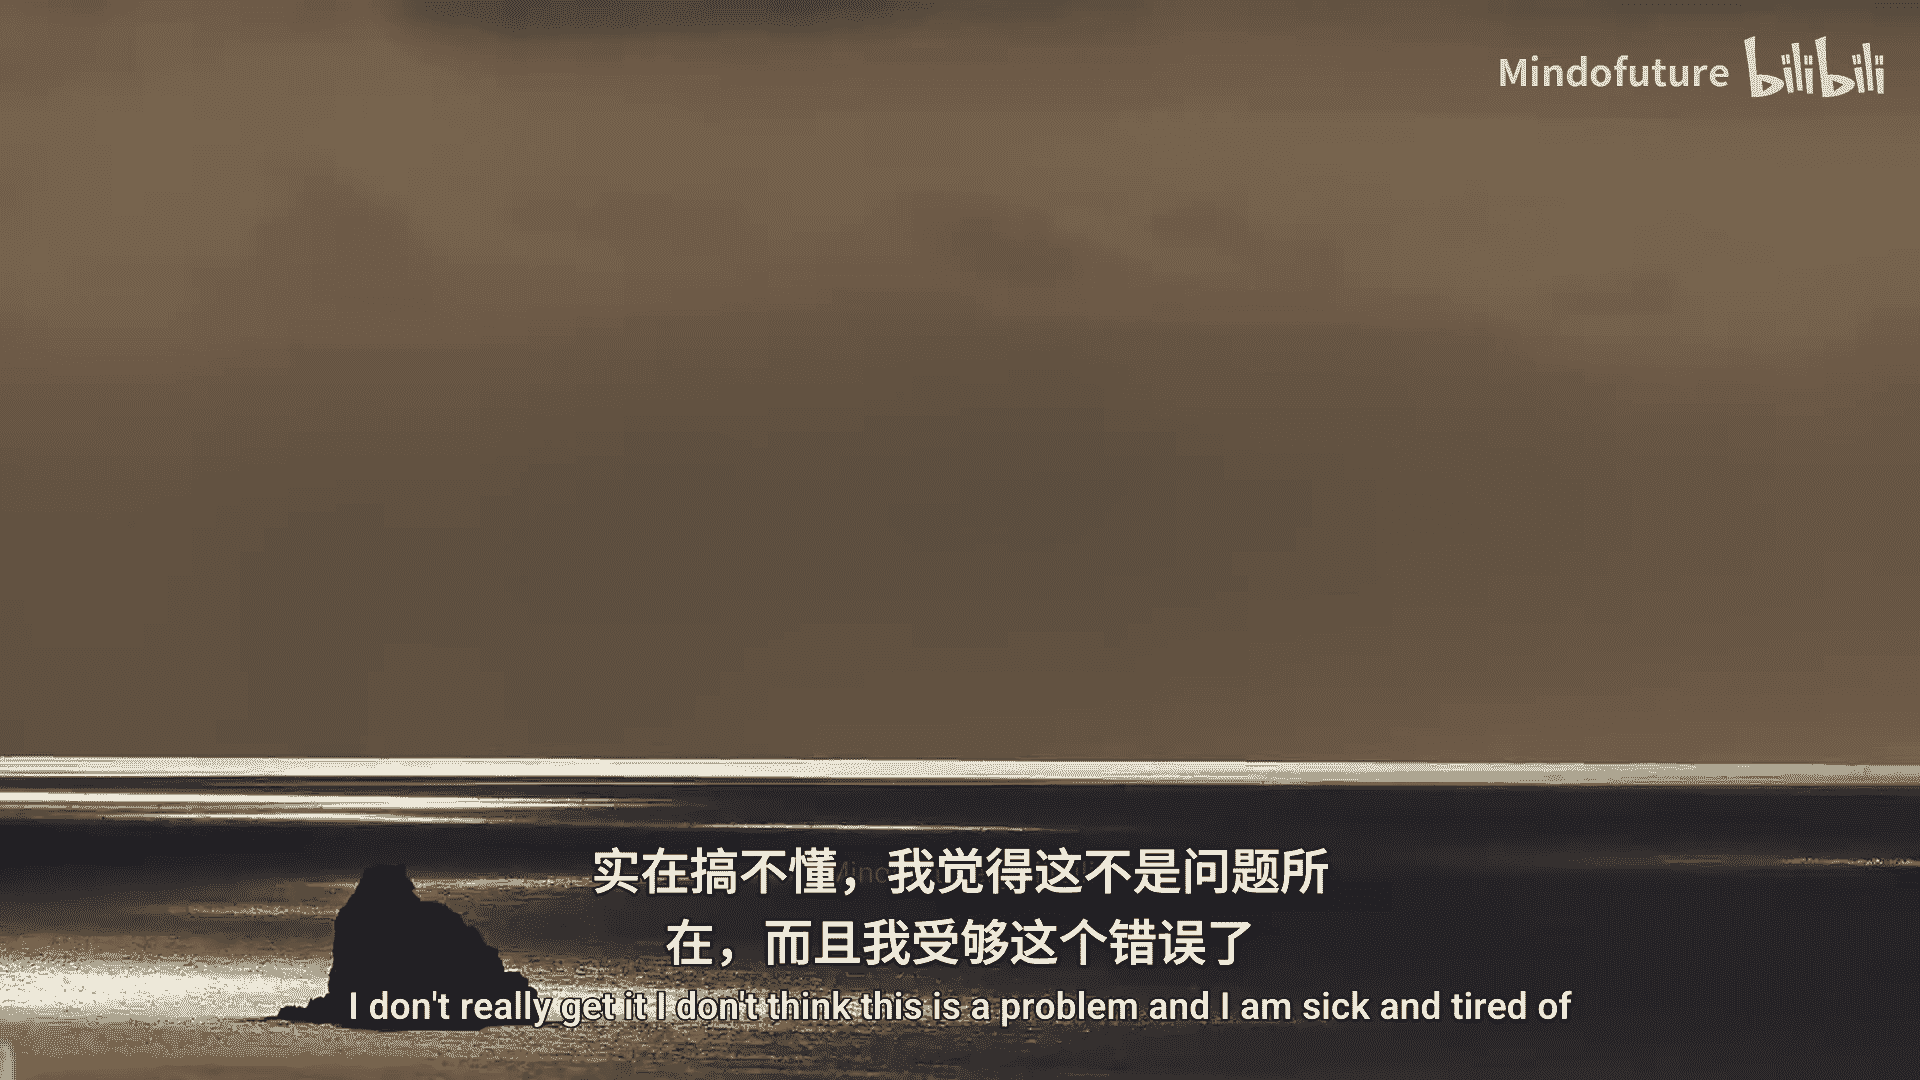 Mindofuture bilibili
实在搞不懂，我觉得这不是问题所
在，而且我受够这个错误了
I don't really get it I don't think this is a problem and I am sick and tired of